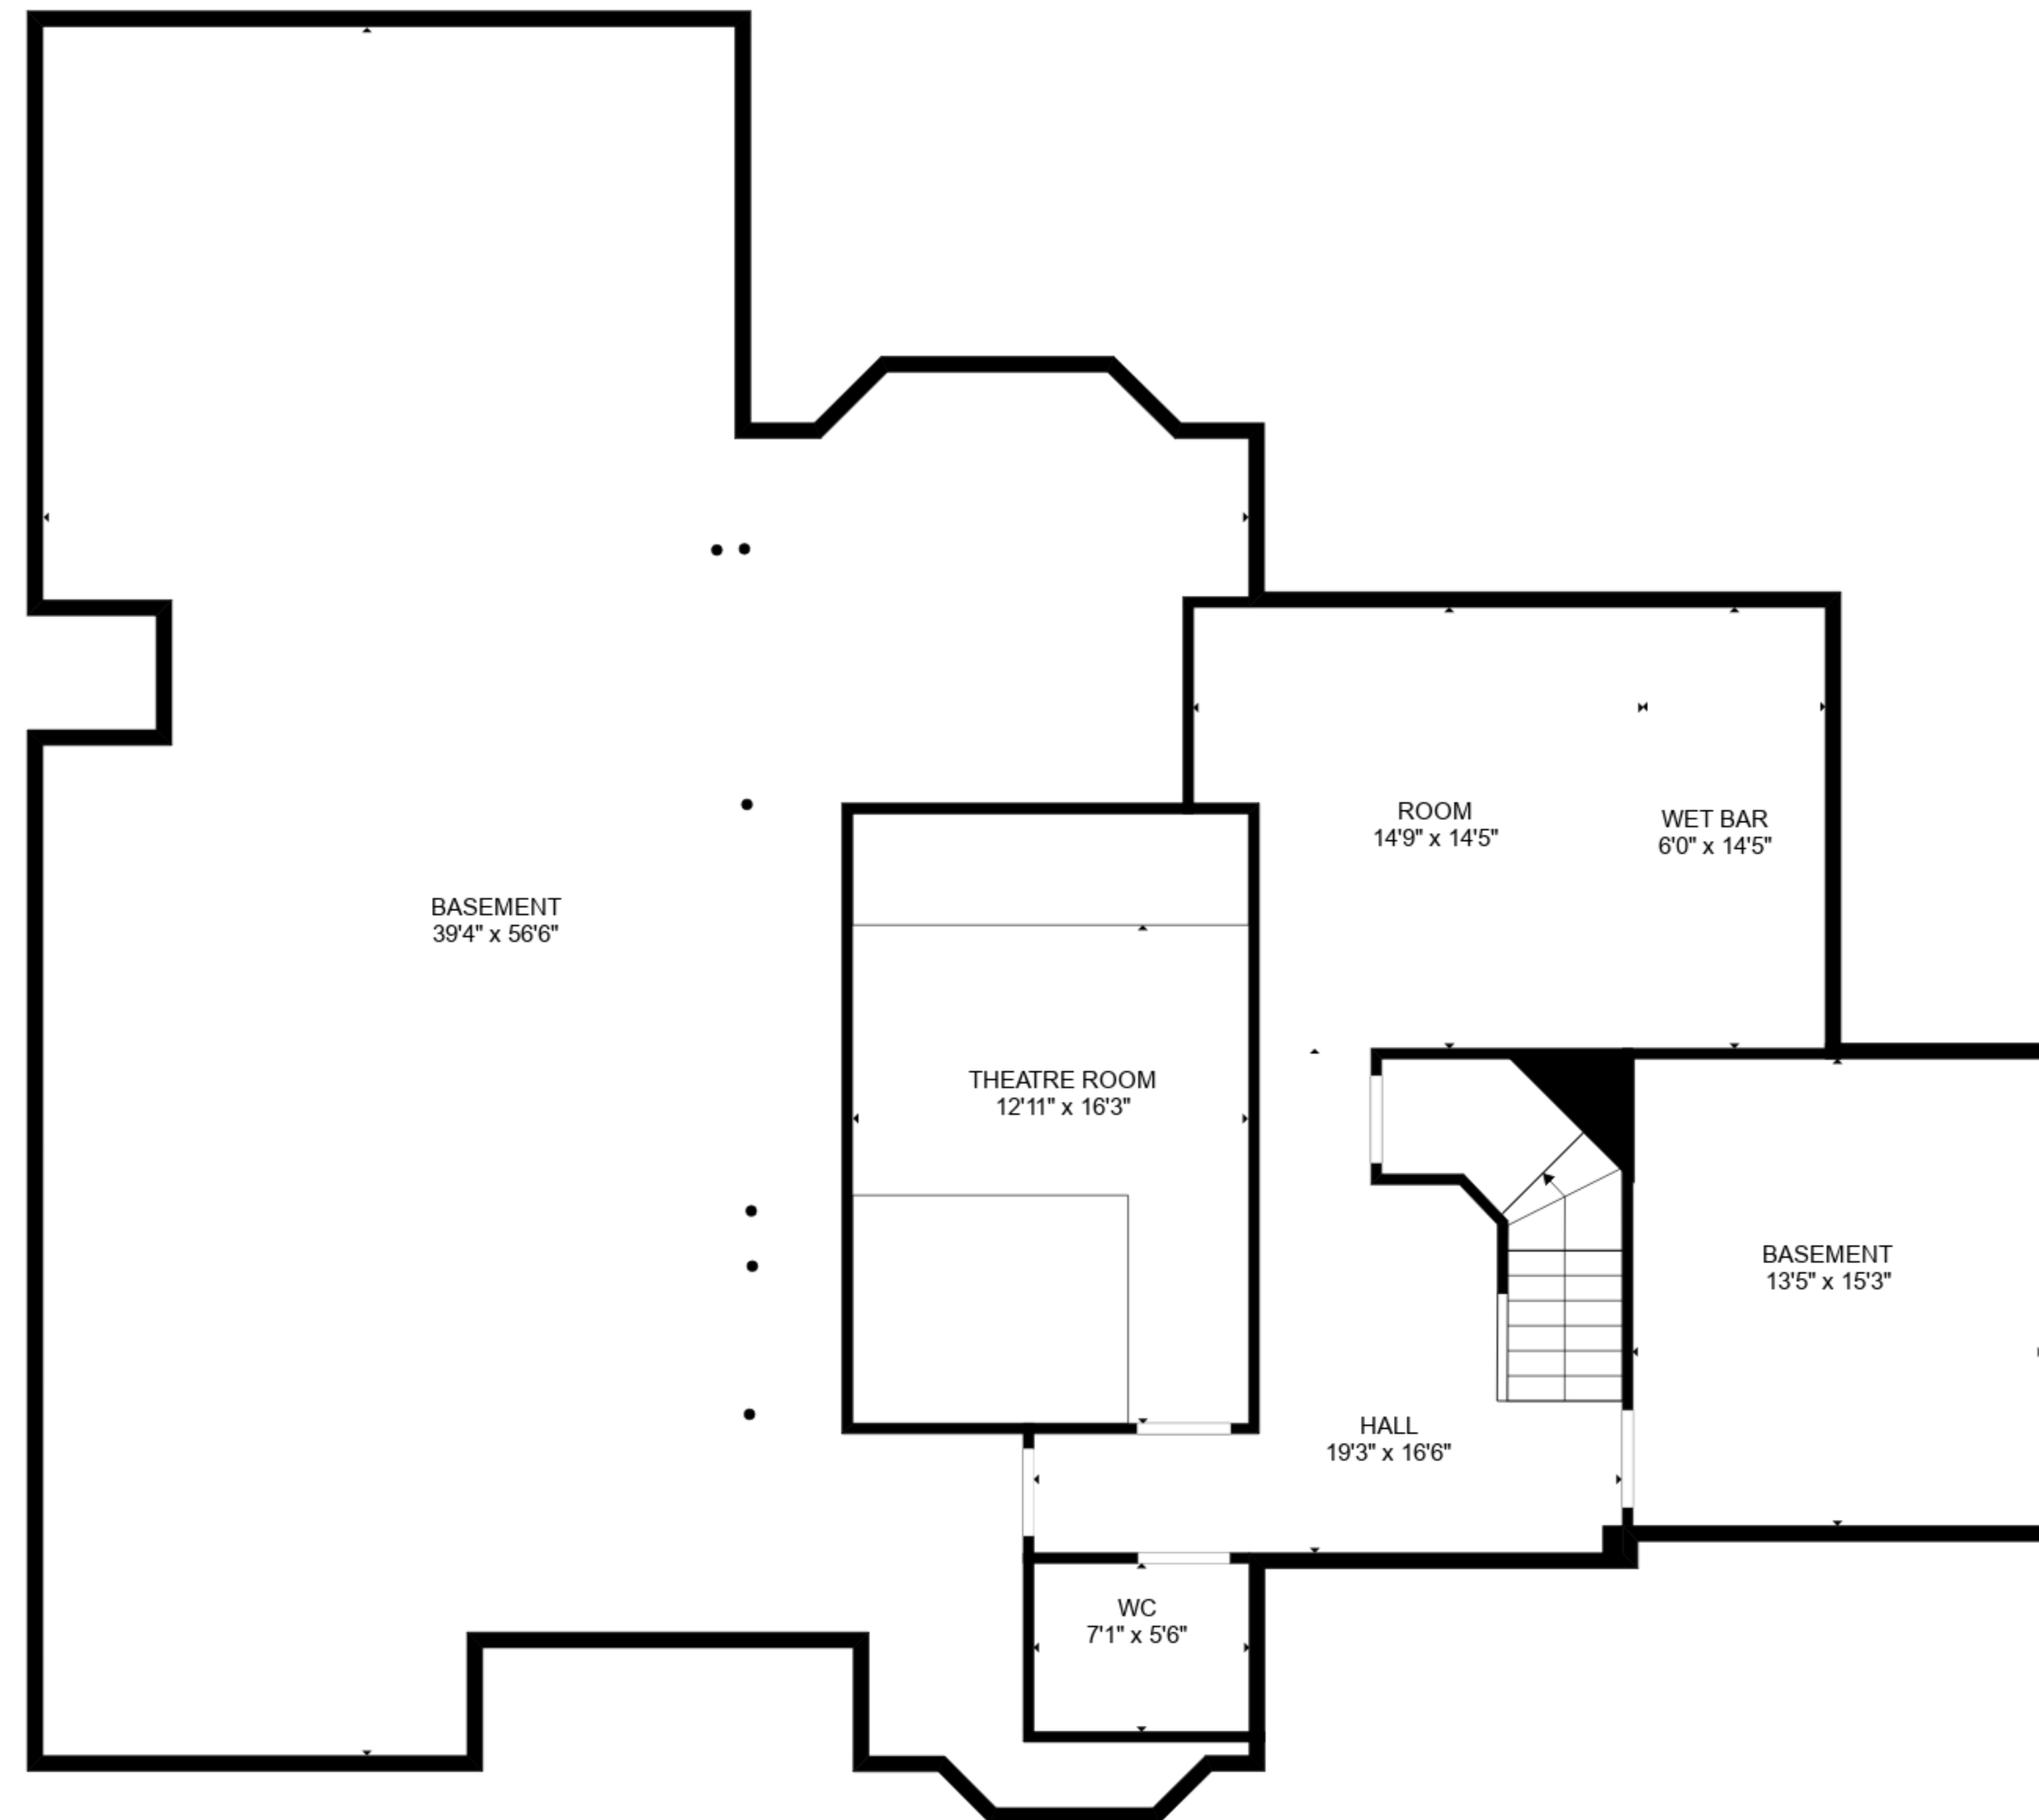 ROOM
14'9" x 14'5"
WET BAR
6'0" x 14'5"
BASEMENT
39'4" x 56'6"
THEATRE ROOM
12'11" x 16'3"
BASEMENT
13'5" x 15'3"
HALL
19'3" x 16'6"
WC
7'1" x 5'6"